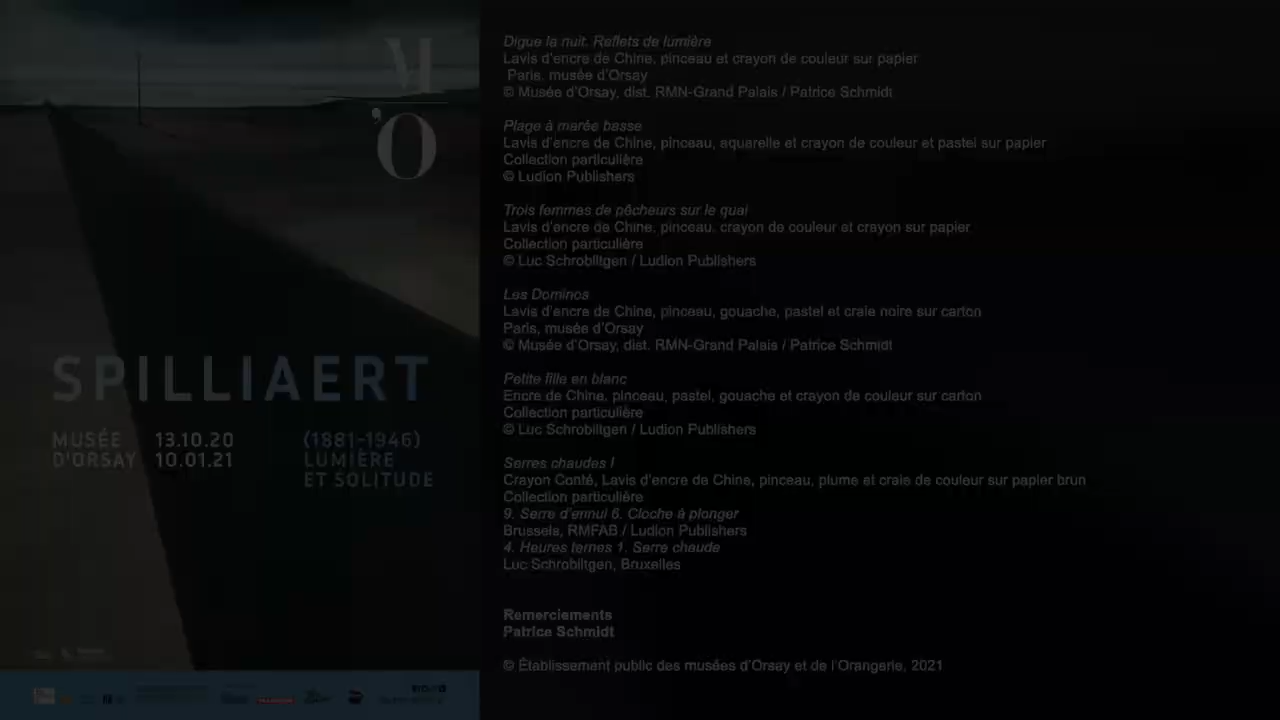 M
'O
SPILLIAERT
MUSÉE
D'ORSAY
13.10.20
10.01.21
(1881-1946)
LUMIÈRE
ET SOLITUDE
Digue la nuit. Reflets de lumière
Lavis d'encre de Chine, pinceau et crayon de couleur sur papier
Paris, musée d'Orsay
© Musée d'Orsay, dist. RMN-Grand Palais / Patrice Schmidt
Plage à marée basse
Lavis d'encre de Chine, pinceau, aquarelle et crayon de couleur et pastel sur papier
Collection particulière
© Ludion Publishers
Trois femmes de pêcheurs sur le quai
Lavis d'encre de Chine, pinceau, crayon de couleur et crayon sur papier
Collection particulière
© Luc Schrobiltgen / Ludion Publishers
Les Dominos
Lavis d'encre de Chine, pinceau, gouache, pastel et craie noire sur carton
Paris, musée d'Orsay
© Musée d'Orsay, dist. RMN-Grand Palais / Patrice Schmidt
Petite fille en blanc
Encre de Chine, pinceau, pastel, gouache et crayon de couleur sur carton
Collection particulière
© Luc Schrobiltgen / Ludion Publishers
Serres chaudes I
Crayon Conté, Lavis d'encre de Chine, pinceau, plume et craie de couleur sur papier brun
Collection particulière
9. Serre d'ennui 6. Cloche à plonger
Brussels, RMFAB / Ludion Publishers
4. Heures ternes 1. Serre chaude
Luc Schrobiltgen, Bruxelles
Remerciements
Patrice Schmidt
© Établissement public des musées d'Orsay et de l'Orangerie, 2021